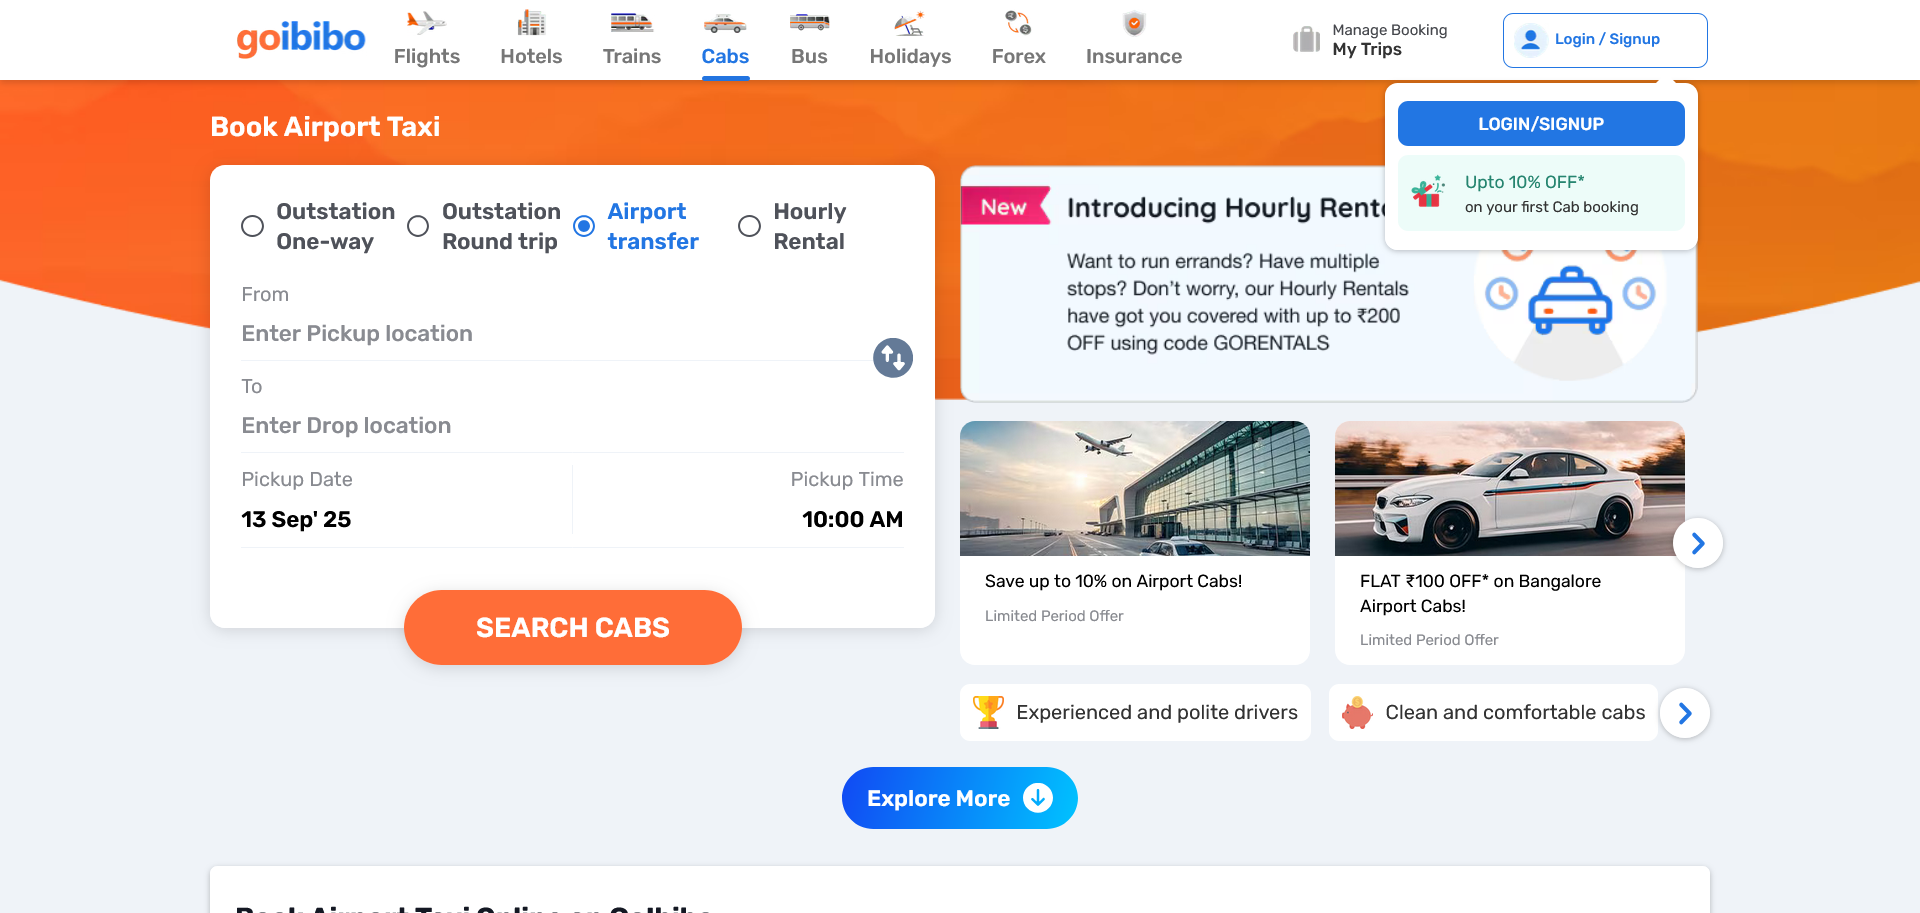 goibibo
Flights
Hotels
Trains
Cabs
Bus
Holidays
Forex
Insurance
Manage Booking
My Trips
Login / Signup
LOGIN/SIGNUP
Upto 10% OFF*
on your first Cab booking
Book Airport Taxi
Outstation
One-way
Outstation
Round trip
Airport
transfer
Hourly
Rental
From
Enter Pickup location
To
Enter Drop location
Pickup Date
13 Sep' 25
Pickup Time
10:00 AM
SEARCH CABS
New
Introducing Hourly
Want to run errands? Have multiple
stops? Don't worry, our Hourly Rentals
have got you covered with up to ₹200
OFF using code GORENTALS
Save up to 10% on Airport Cabs!
Limited Period Offer
FLAT ₹100 OFF* on Bangalore
Airport Cabs!
Limited Period Offer
Experienced and polite drivers
Clean and comfortable cabs
Explore More
Book Airport Taxi Online on Goibibo